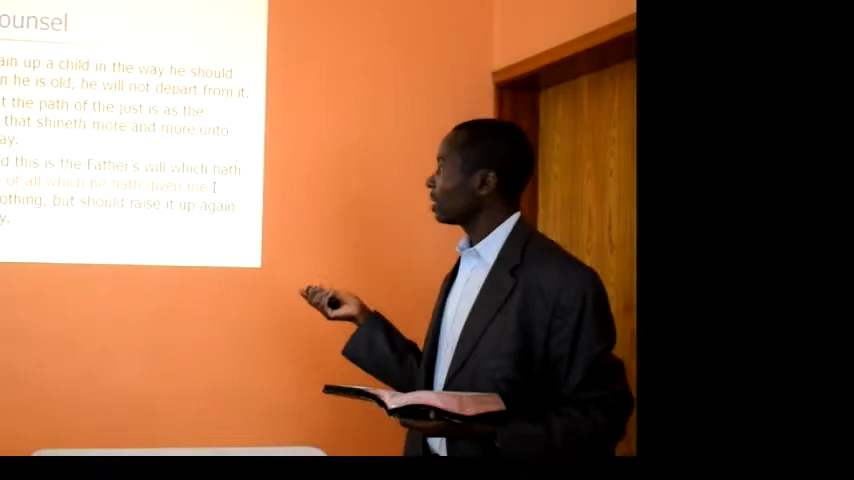 ounsel
ain up a child in the way he should
n he is old, he will not depart from it.
t the path of the just is as the
that shineth more and more unto
ay.
d this is the Father's will which hath
of all which he hath given me I
othing, but should raise it up again
y.